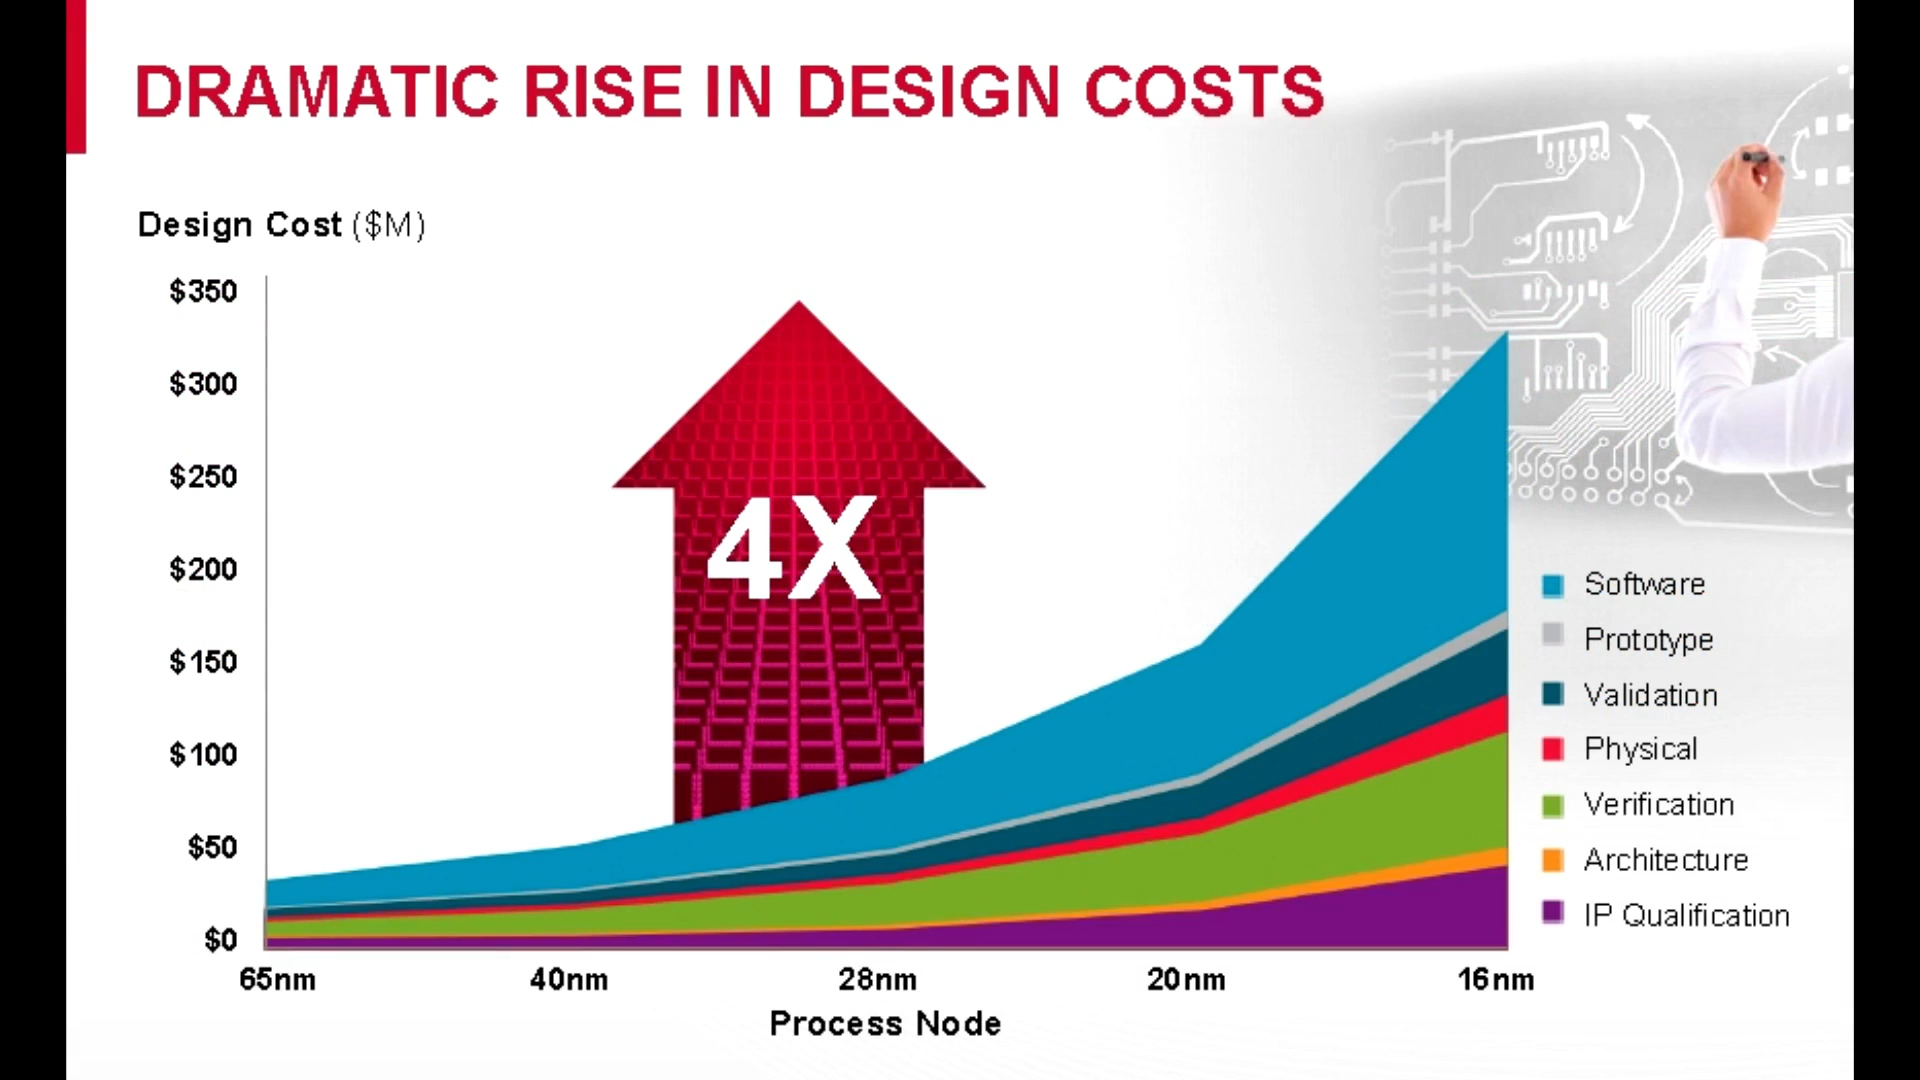 DRAMATIC RISE IN DESIGN COSTS
Design Cost ($M)
$350
$300
$250
$200
$150
$100
$50
$0
4X
65nm 40nm 28nm 20nm 16nm
Process Node
Software
Prototype
Validation
Physical
Verification
Architecture
IP Qualification